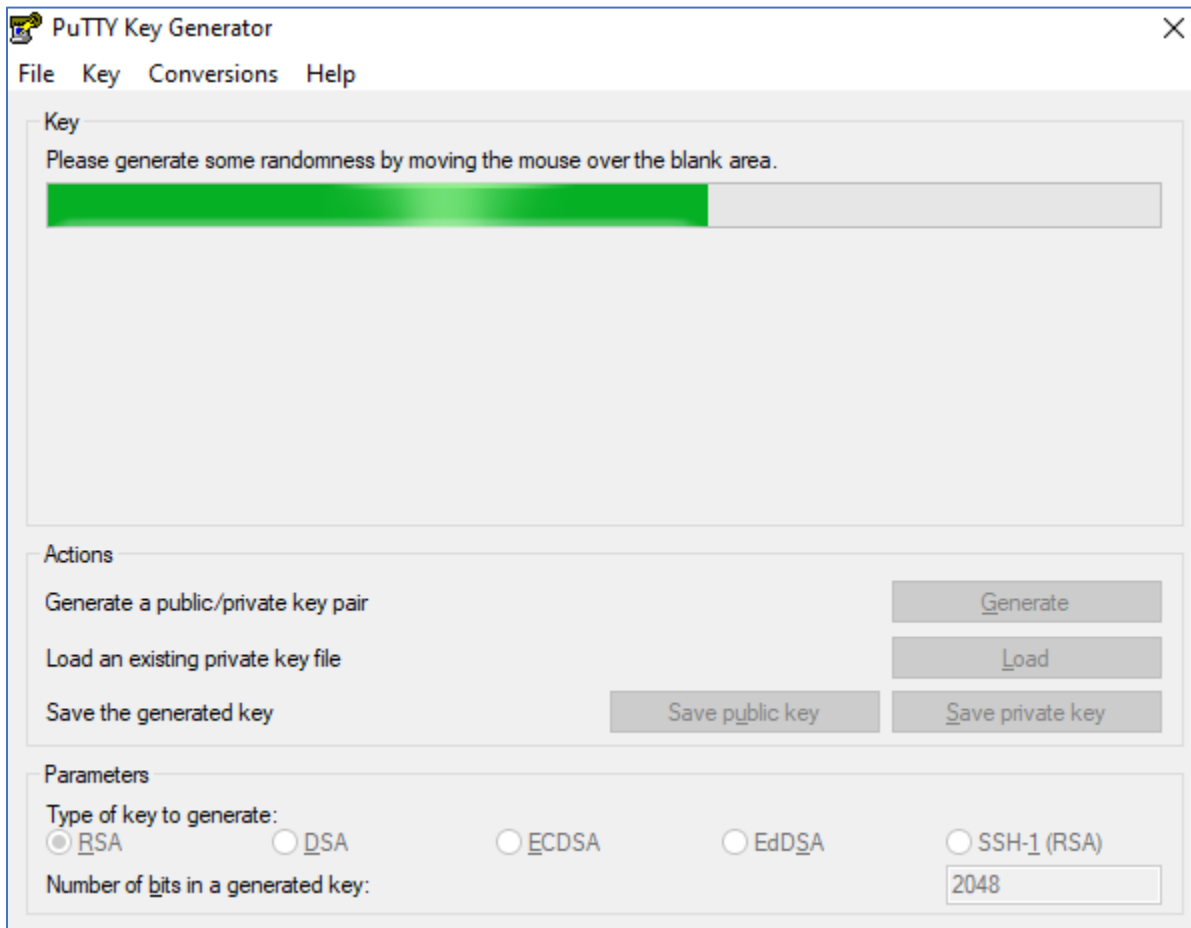 PuTTY Key Generator
File Key Conversions Help
Key
Please generate some randomness by moving the mouse over the blank area.
Actions
Generate a public/private key pair Generate
Load an existing private key file Load
Save the generated key Save public key Save private key
Parameters
Type of key to generate:
RSA DSA ECDSA EdDSA SSH-1 (RSA)
Number of bits in a generated key: 2048